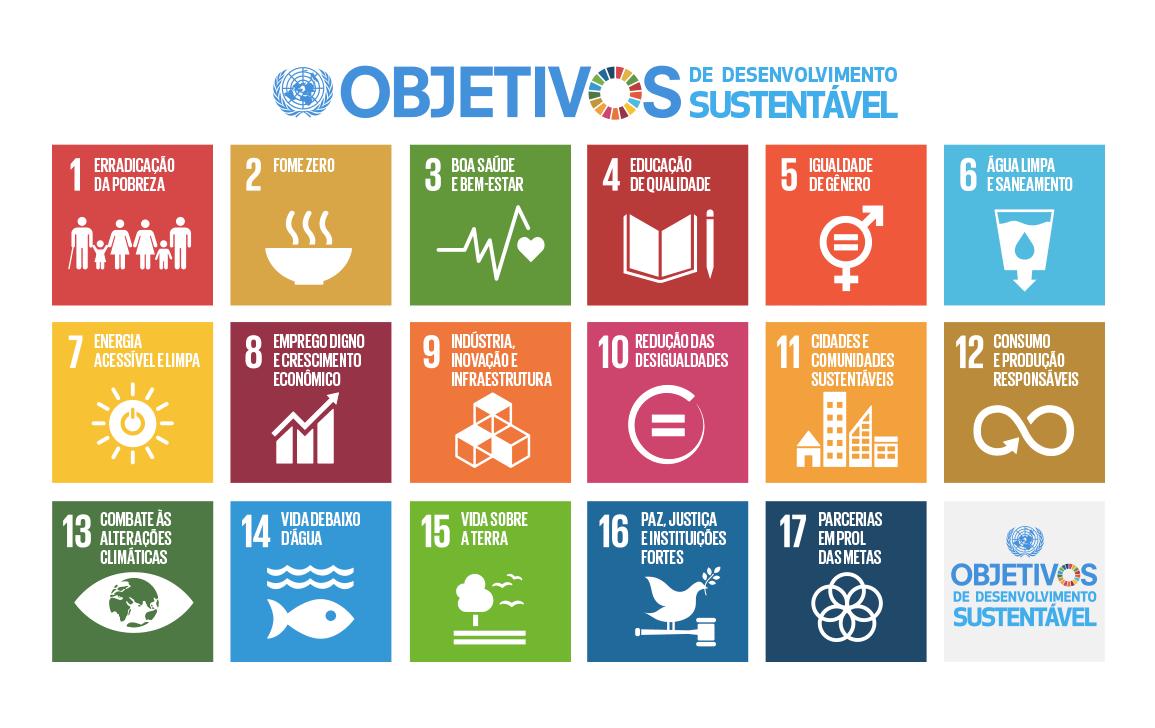 OBJETIVOS
DE DESENVOLVIMENTO
SUSTENTÁVEL
1 ERRADICAÇÃO
DA POBREZA
2 FOME ZERO
3 BOA SAÚDE
E BEM-ESTAR
4 EDUCAÇÃO
DE QUALIDADE
5 IGUALDADE
DE GÊNERO
6 ÁGUA LIMPA
E SANEAMENTO
7 ENERGIA
ACESSÍVEL E LIMPA
8 EMPREGO DIGNO
E CRESCIMENTO
ECONÔMICO
9 INDÚSTRIA,
INOVAÇÃO E
INFRAESTRUTURA
10 REDUÇÃO DAS
DESIGUALDADES
11 CIDADES E
COMUNIDADES
SUSTENTÁVEIS
12 CONSUMO
E PRODUÇÃO
RESPONSÁVEIS
13 COMBATE ÀS
ALTERAÇÕES
CLIMÁTICAS
14 VIDA DEBAIXO
D'ÁGUA
15 VIDA SOBRE
A TERRA
16 PAZ, JUSTIÇA
E INSTITUIÇÕES
FORTES
17 PARCERIAS
EM PROL
DAS METAS
OBJETIVOS
DE DESENVOLVIMENTO
SUSTENTÁVEL